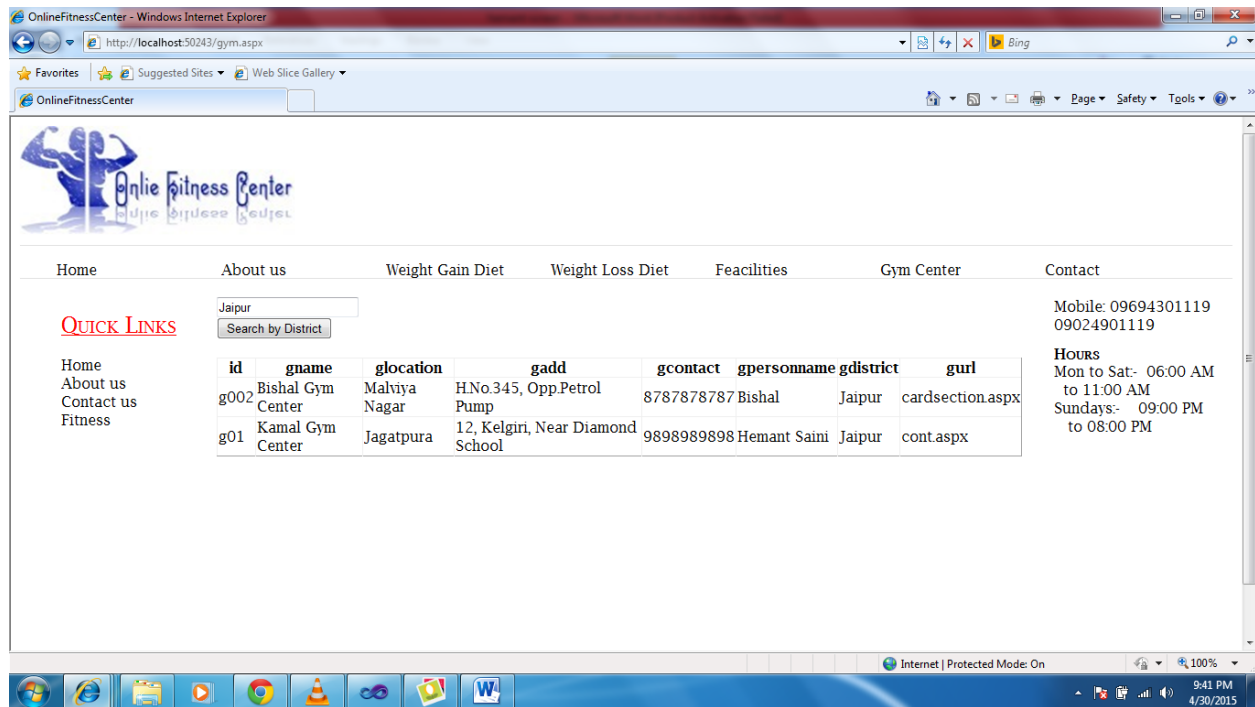 OnlineFitnessCenter - Windows Internet Explorer
http://localhost:50243/gym.aspx
Bing
Favorites
Suggested Sites
Web Slice Gallery
OnlineFitnessCenter
Page
Safety
Tools
Onlie Fitness Center
Home
About us
Weight Gain Diet
Weight Loss Diet
Feacilities
Gym Center
Contact
QUICK LINKS
Home
About us
Contact us
Fitness
Jaipur
Search by District
id gname glocation gadd gcontact gpersonname gdistrict gurl
g002 Bishal Gym Center Malviya Nagar H.No.345, Opp.Petrol Pump 8787878787 Bishal Jaipur cardsection.aspx
g01 Kamal Gym Center Jagatpura 12, Kelgiri, Near Diamond School 9898989898 Hemant Saini Jaipur cont.aspx
Mobile: 09694301119
09024901119
HOURS
Mon to Sat:- 06:00 AM
to 11:00 AM
Sundays:- 09:00 PM
to 08:00 PM
Internet | Protected Mode: On
100%
9:41 PM
4/30/2015